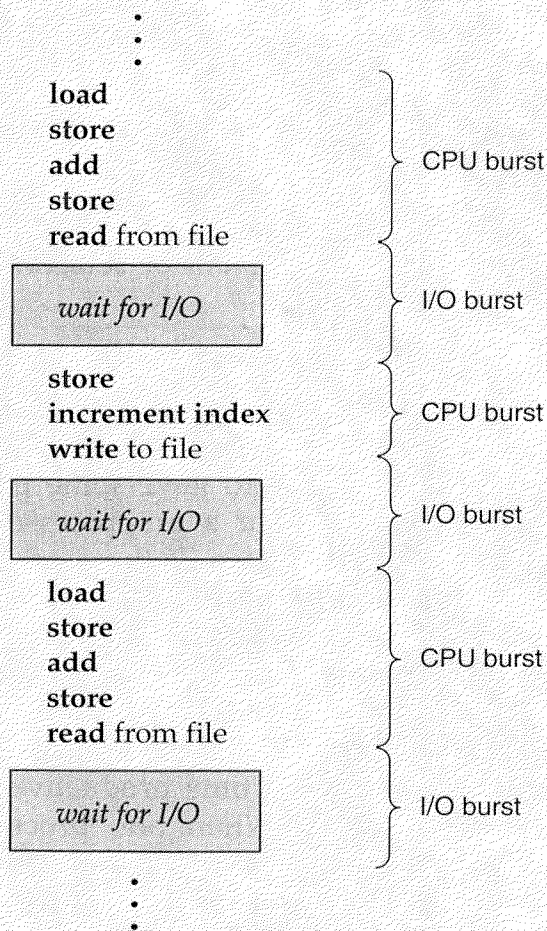 load
store
add
store
read from file
CPU burst
wait for I/O
I/O burst
store
increment index
write to file
CPU burst
wait for I/O
I/O burst
load
store
add
store
read from file
CPU burst
wait for I/O
I/O burst